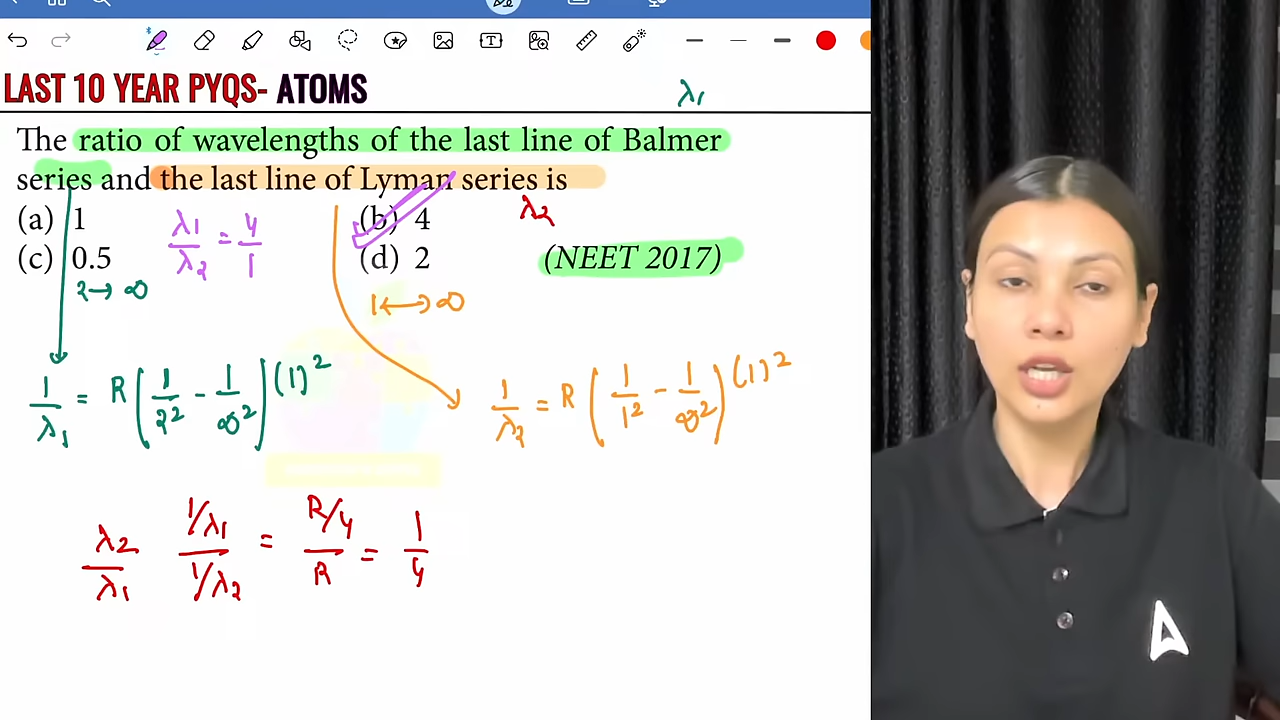 LAST 10 YEAR PYQS- ATOMS
λ₁
The ratio of wavelengths of the last line of Balmer
series and the last line of Lyman series is
λ₂
(a) 1
(b) 4
(c) 0.5
(d) 2
(NEET 2017)
λ₁/λ₂ = 4/1
2 → ∞
1 ↔ ∞
1/λ₁ = R(1/2² - 1/∞²)(1)²
1/λ₂ = R(1/1² - 1/∞²)(1)²
λ₂/λ₁ (1/λ₁)/(1/λ₂) = (R/4)/R = 1/4